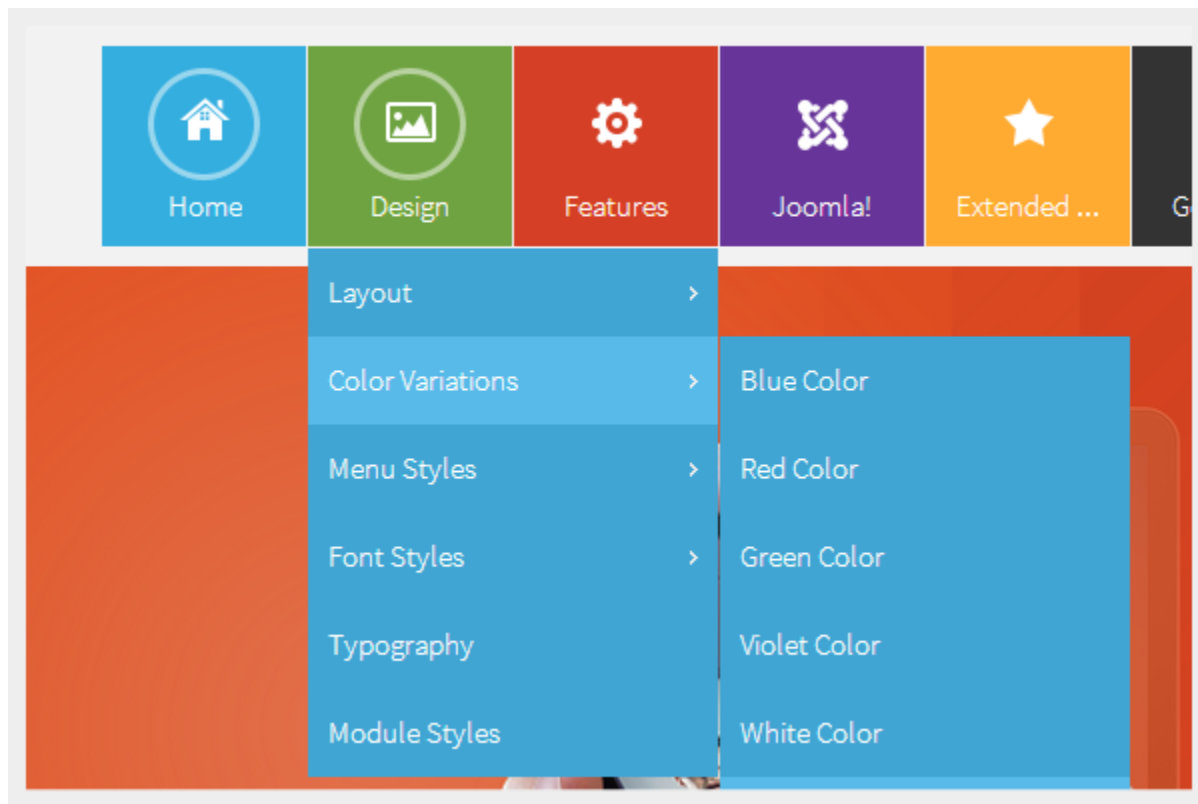 Home
Design
Features
Joomla!
Extended ...
Layout
Color Variations
Menu Styles
Font Styles
Typography
Module Styles
Blue Color
Red Color
Green Color
Violet Color
White Color